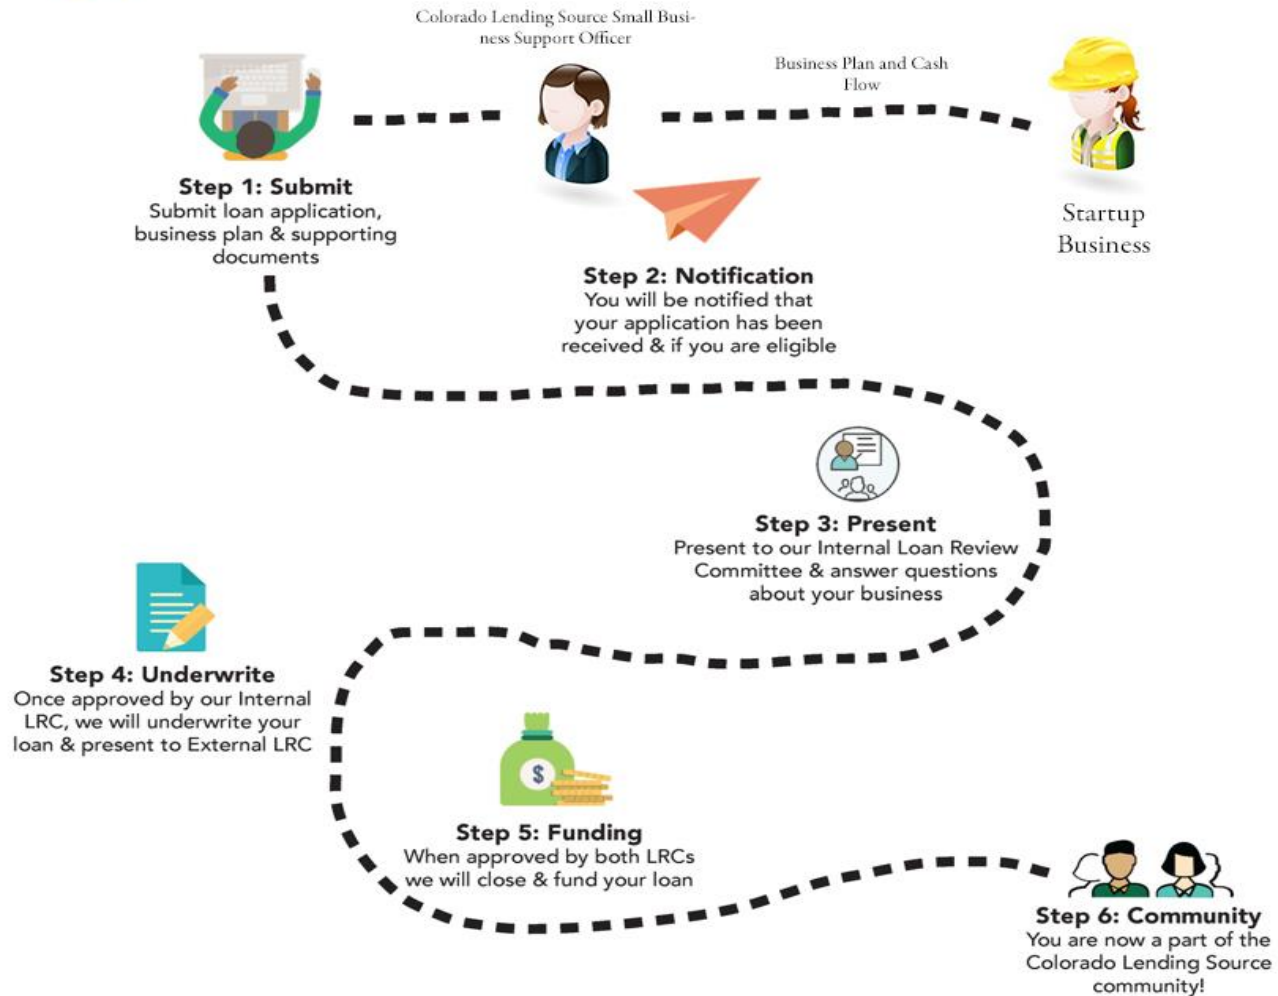 Colorado Lending Source Small Busi-
ness Support Officer
Business Plan and Cash
Flow
Startup
Business
Step 1: Submit
Submit loan application,
business plan & supporting
documents
Step 2: Notification
You will be notified that
your application has been
received & if you are eligible
Step 3: Present
Present to our Internal Loan Review
Committee & answer questions
about your business
Step 4: Underwrite
Once approved by our Internal
LRC, we will underwrite your
loan & present to External LRC
$
Step 5: Funding
When approved by both LRCs
we will close & fund your loan
Step 6: Community
You are now a part of the
Colorado Lending Source
community!